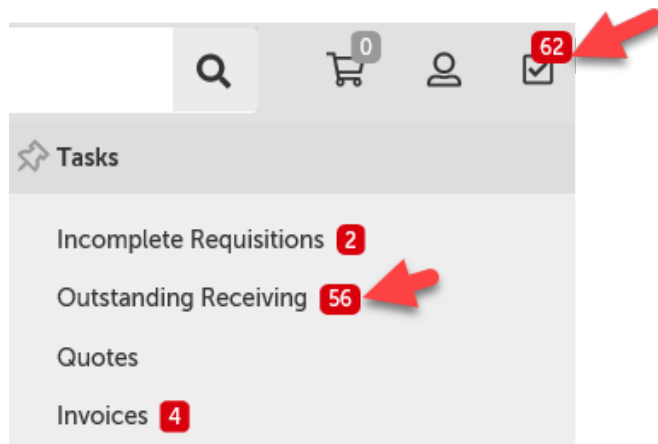 0
62
Tasks
Incomplete Requisitions 2
Outstanding Receiving 56
Quotes
Invoices 4